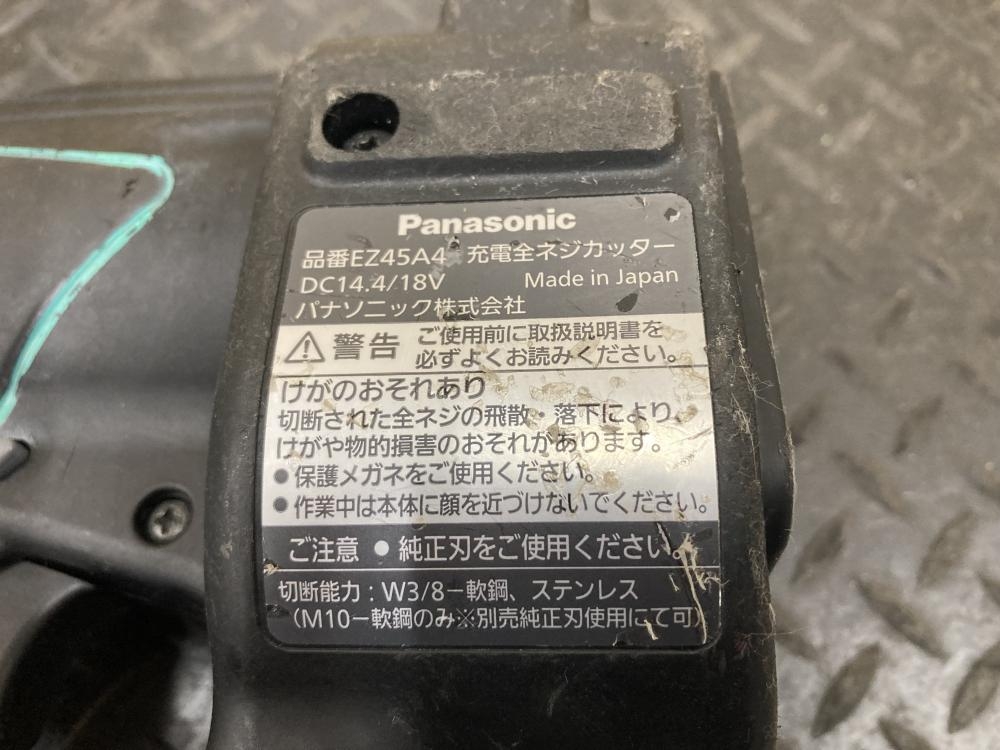 Panasonic
品番EZ45A4 充電全ネジカッター
DC14.4/18V Made in Japan
パナソニック株式会社
警告 ご使用前に取扱説明書を
必ずよくお読みください。
けがのおそれあり
切断された全ネジの飛散・落下により、
けがや物的損害のおそれがあります。
●保護メガネをご使用ください。
●作業中は本体に顔を近づけないでください。
ご注意 ●純正刃をご使用ください。
切断能力：W3/8－軟鋼、ステンレス
（M10－軟鋼のみ※別売純正刃使用にて可）